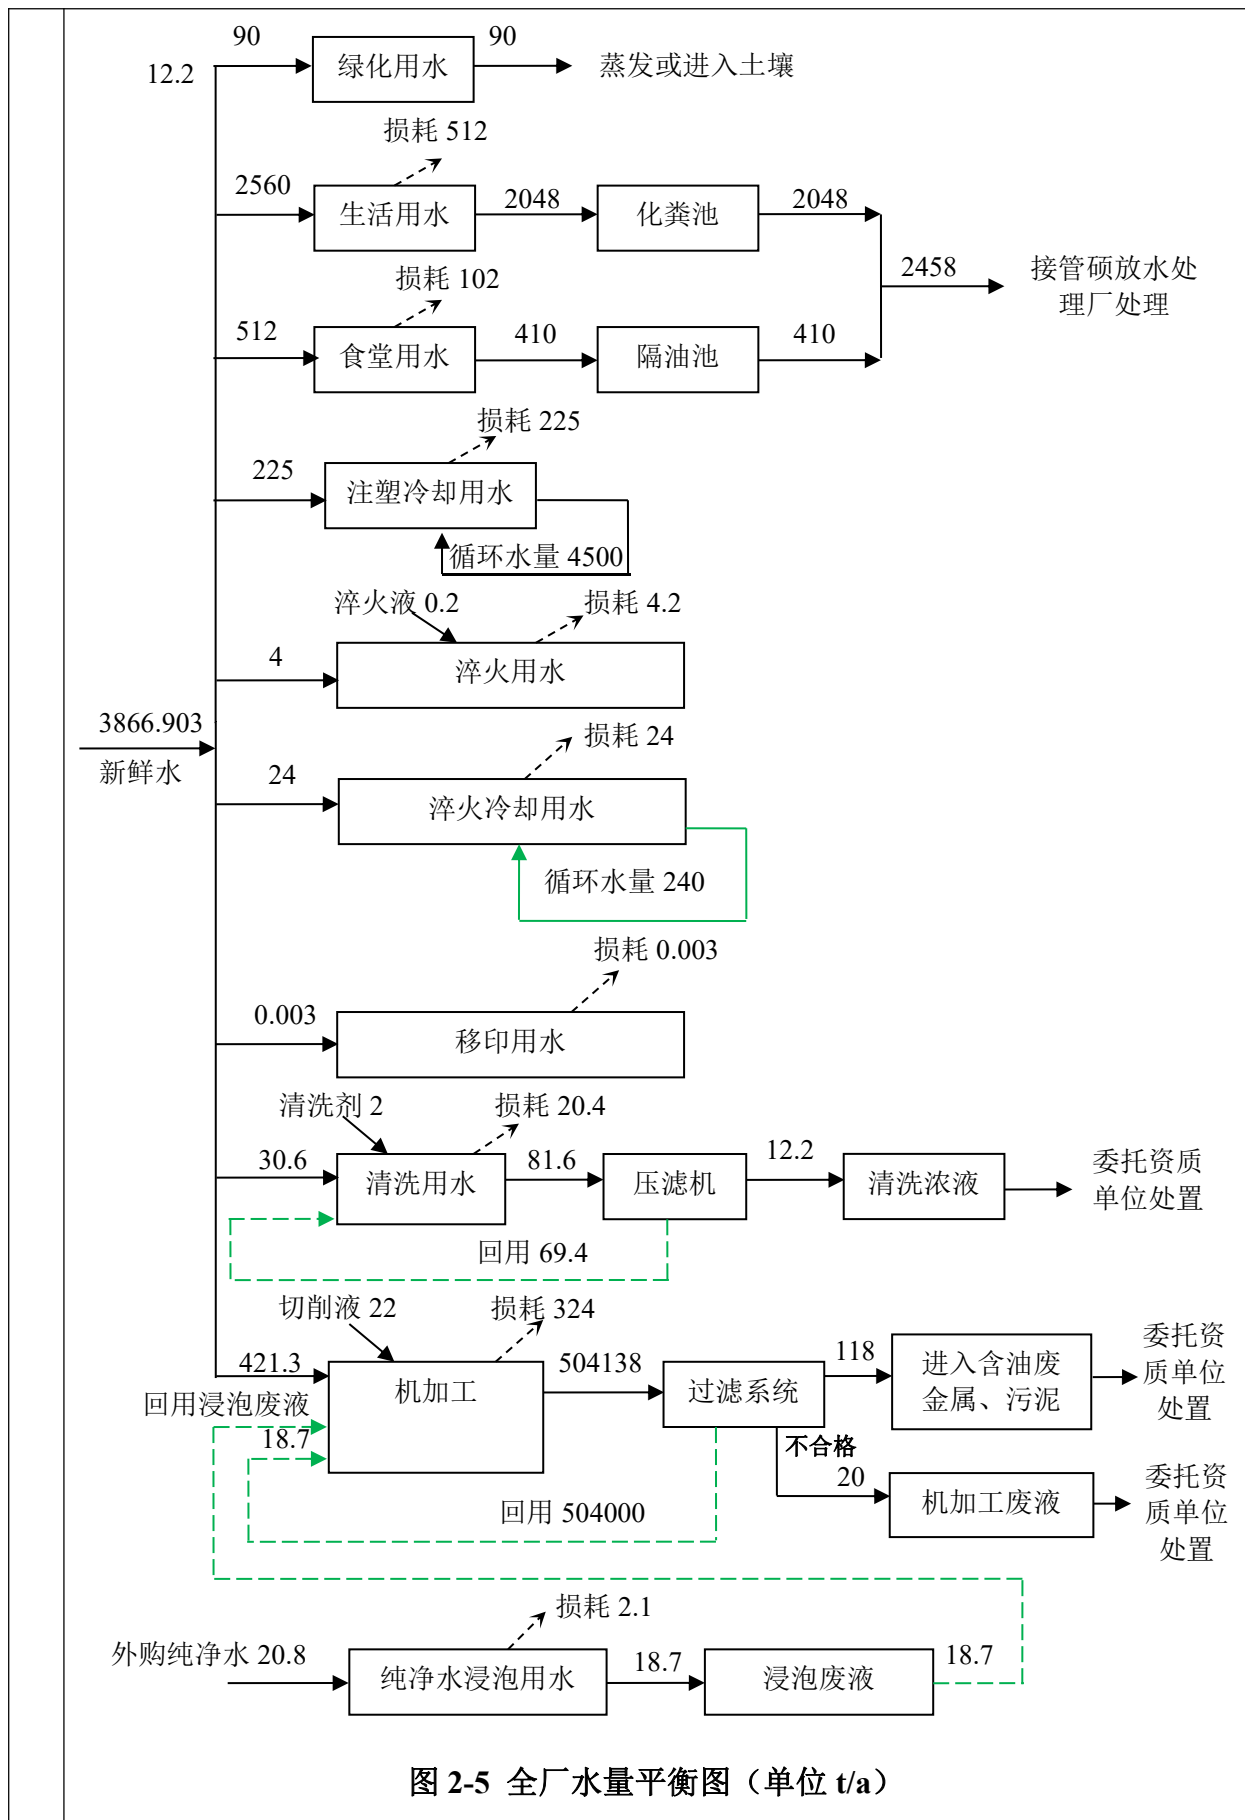 90
90
绿化用水
蒸发或进入土壤
12.2
损耗 512
2560
生活用水
2048
化粪池
2048
损耗 102
2458
接管硕放水处
理厂处理
512
食堂用水
410
隔油池
410
损耗 225
225
注塑冷却用水
循环水量 4500
淬火液 0.2
损耗 4.2
4
淬火用水
3866.903
新鲜水
损耗 24
24
淬火冷却用水
循环水量 240
损耗 0.003
0.003
移印用水
清洗剂 2
损耗 20.4
30.6
清洗用水
81.6
压滤机
12.2
清洗浓液
委托资质
单位处置
回用 69.4
切削液 22
损耗 324
421.3
机加工
504138
过滤系统
118
进入含油废
金属、污泥
委托资
质单位
处置
回用浸泡废液
18.7
不合格
20
机加工废液
委托资
质单位
处置
回用 504000
损耗 2.1
外购纯净水 20.8
纯净水浸泡用水
18.7
浸泡废液
18.7
图 2-5 全厂水量平衡图（单位 t/a）